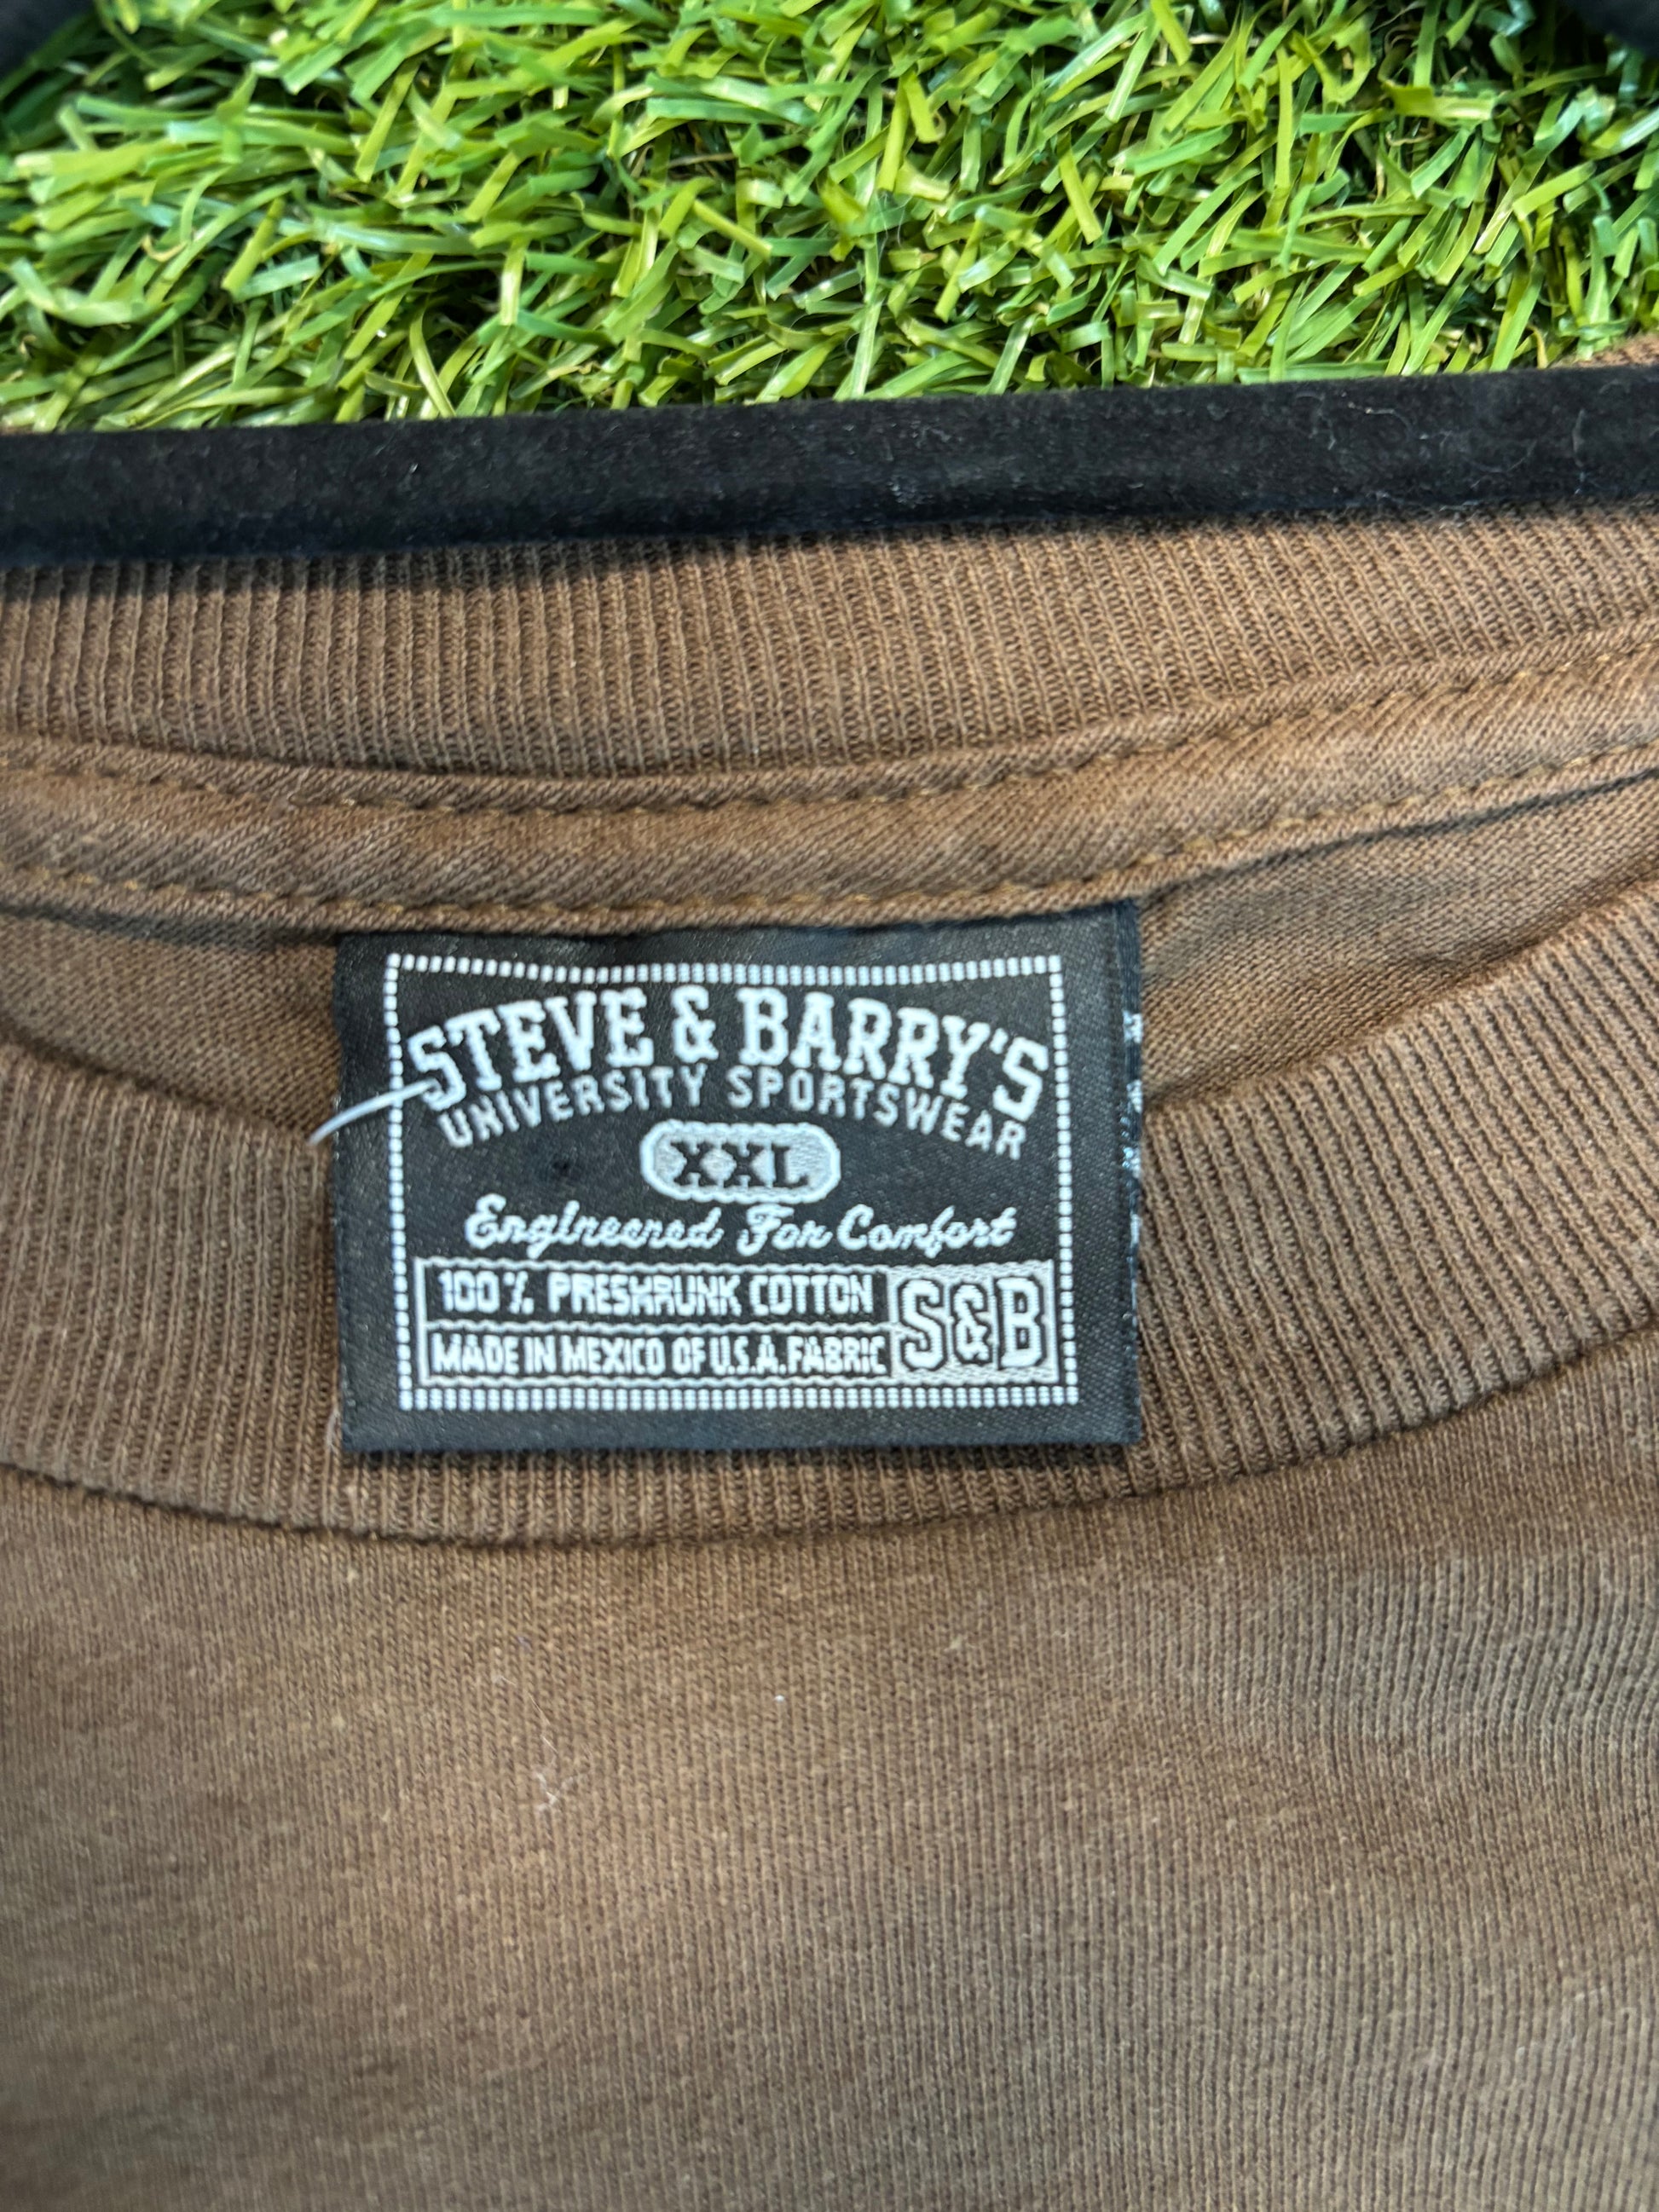 STEVE & BARRY'S
UNIVERSITY SPORTSWEAR
XXL
Engineered For Comfort
100% PRESHRUNK COTTON
MADE IN MEXICO OF U.S.A. FABRIC
S&B